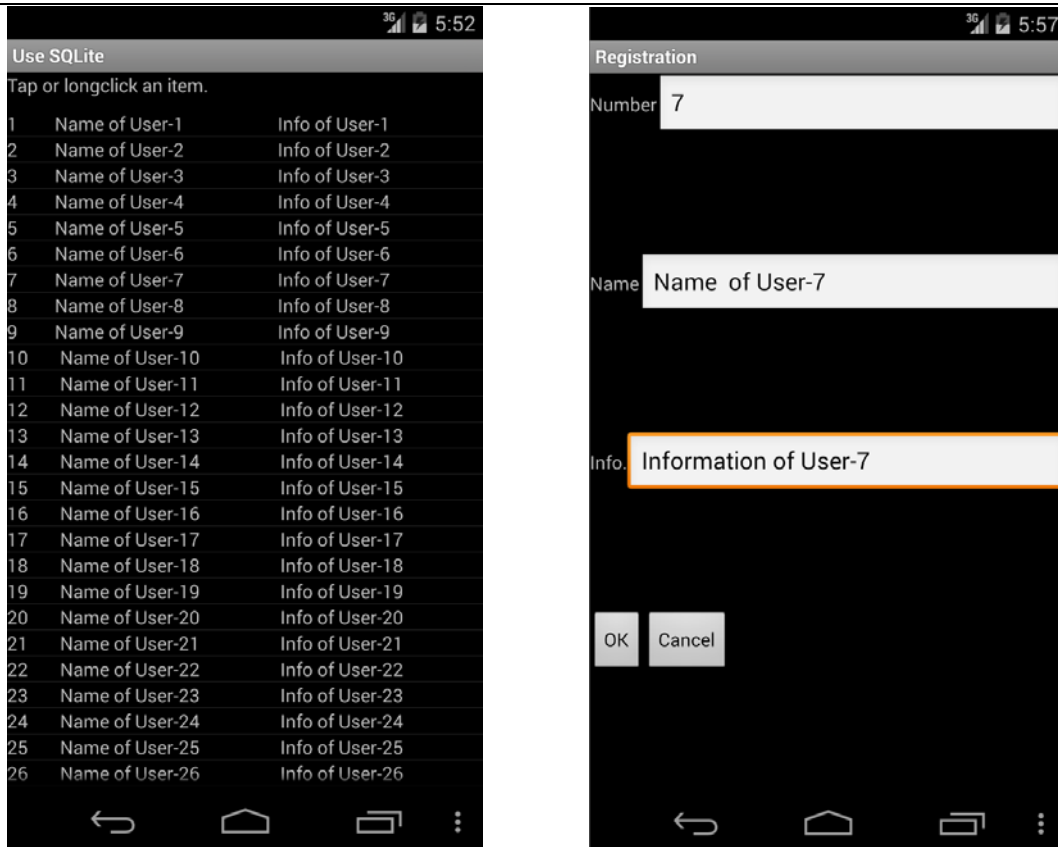 3G 5:52
Use SQLite
Tap or longclick an item.
1 Name of User-1 Info of User-1
2 Name of User-2 Info of User-2
3 Name of User-3 Info of User-3
4 Name of User-4 Info of User-4
5 Name of User-5 Info of User-5
6 Name of User-6 Info of User-6
7 Name of User-7 Info of User-7
8 Name of User-8 Info of User-8
9 Name of User-9 Info of User-9
10 Name of User-10 Info of User-10
11 Name of User-11 Info of User-11
12 Name of User-12 Info of User-12
13 Name of User-13 Info of User-13
14 Name of User-14 Info of User-14
15 Name of User-15 Info of User-15
16 Name of User-16 Info of User-16
17 Name of User-17 Info of User-17
18 Name of User-18 Info of User-18
19 Name of User-19 Info of User-19
20 Name of User-20 Info of User-20
21 Name of User-21 Info of User-21
22 Name of User-22 Info of User-22
23 Name of User-23 Info of User-23
24 Name of User-24 Info of User-24
25 Name of User-25 Info of User-25
26 Name of User-26 Info of User-26
3G 5:57
Registration
Number 7
Name Name of User-7
Info. Information of User-7
OK Cancel